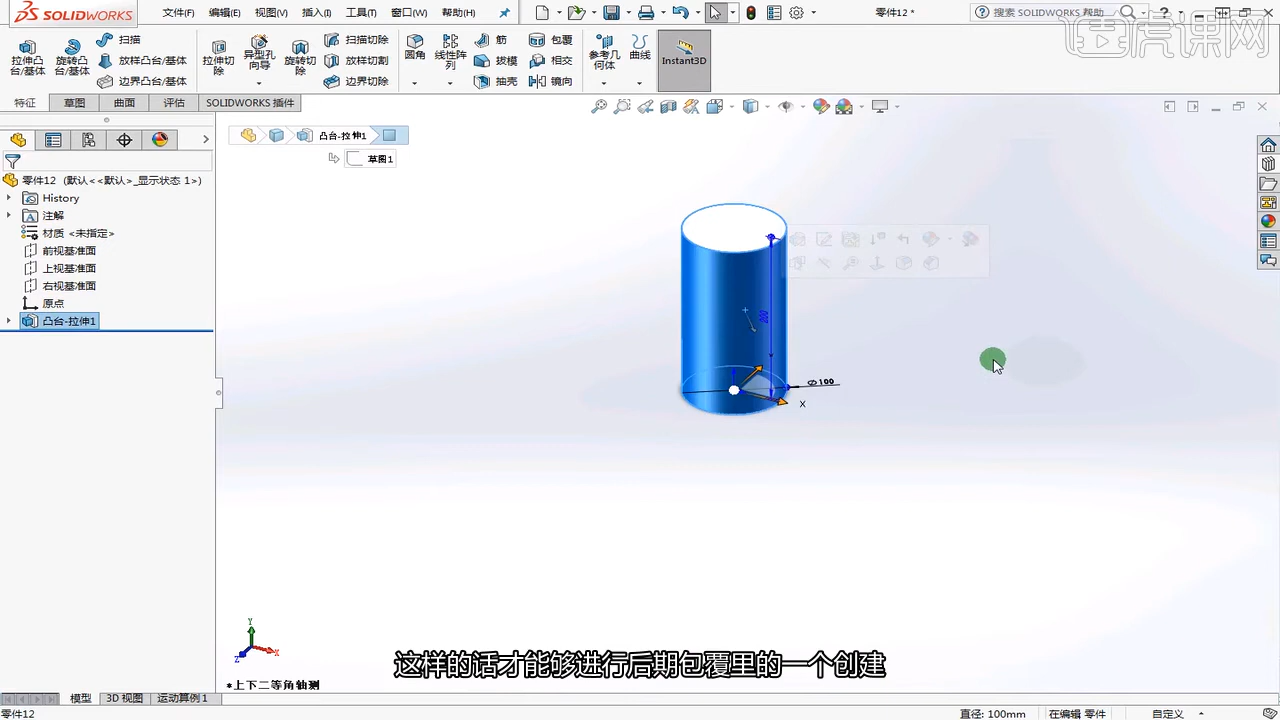 SOLIDWORKS
文件(F) 编辑(E) 视图(V) 插入(I) 工具(T) 窗口(W) 帮助(H)
零件12 *
搜索 SOLIDWORKS 帮助
虎课网
拉伸凸台/基体
旋转凸台/基体
扫描
放样凸台/基体
边界凸台/基体
拉伸切除
异型孔向导
旋转切除
扫描切除
放样切割
边界切除
圆角
线性阵列
筋
拔模
抽壳
包覆
相交
镜向
参考几何体
曲线
Instant3D
特征 草图 曲面 评估 SOLIDWORKS 插件
凸台-拉伸1
草图1
零件12 (默认<<默认>_显示状态 1>)
History
注解
材质 <未指定>
前视基准面
上视基准面
右视基准面
原点
凸台-拉伸1
200
∅100
X
Y
Z
X
*上下二等角轴测
这样的话才能够进行后期包覆里的一个创建
模型 3D 视图 运动算例 1
零件12
直径: 100mm 在编辑 零件 自定义